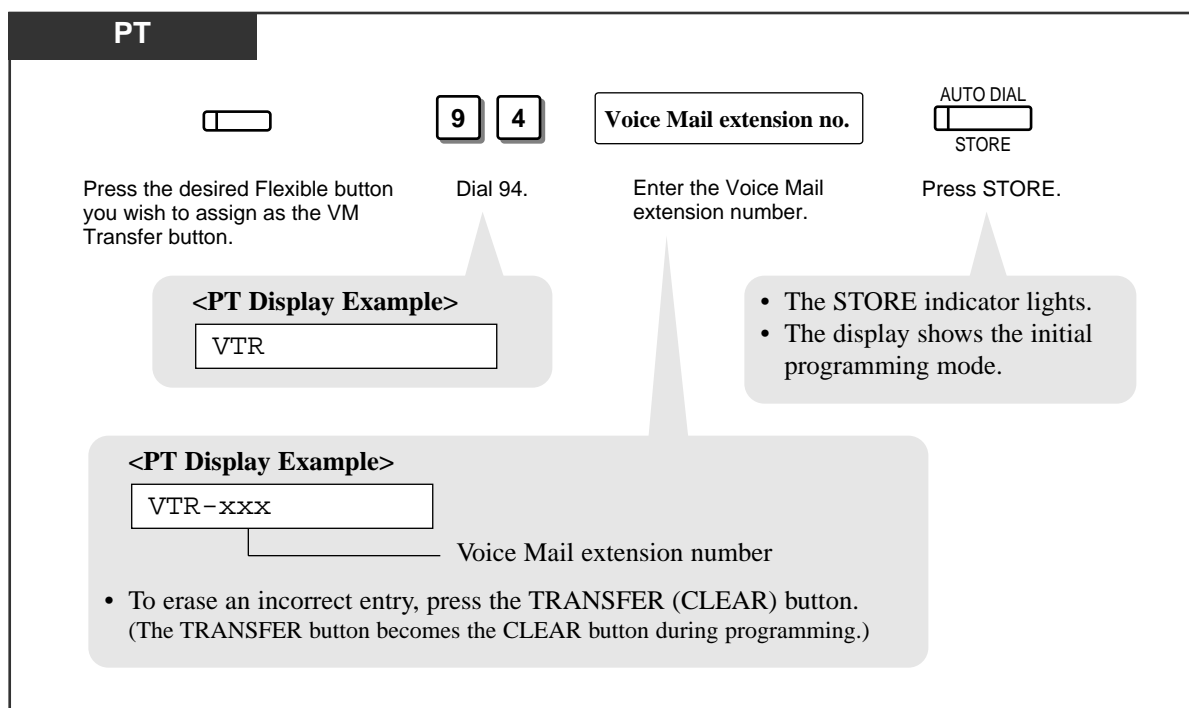 PT
9 4
Voice Mail extension no.
AUTO DIAL
STORE
Press the desired Flexible button
you wish to assign as the VM
Transfer button.
Dial 94.
Enter the Voice Mail
extension number.
Press STORE.
<PT Display Example>
VTR
• The STORE indicator lights.
• The display shows the initial
programming mode.
<PT Display Example>
VTR-xxx
Voice Mail extension number
• To erase an incorrect entry, press the TRANSFER (CLEAR) button.
(The TRANSFER button becomes the CLEAR button during programming.)